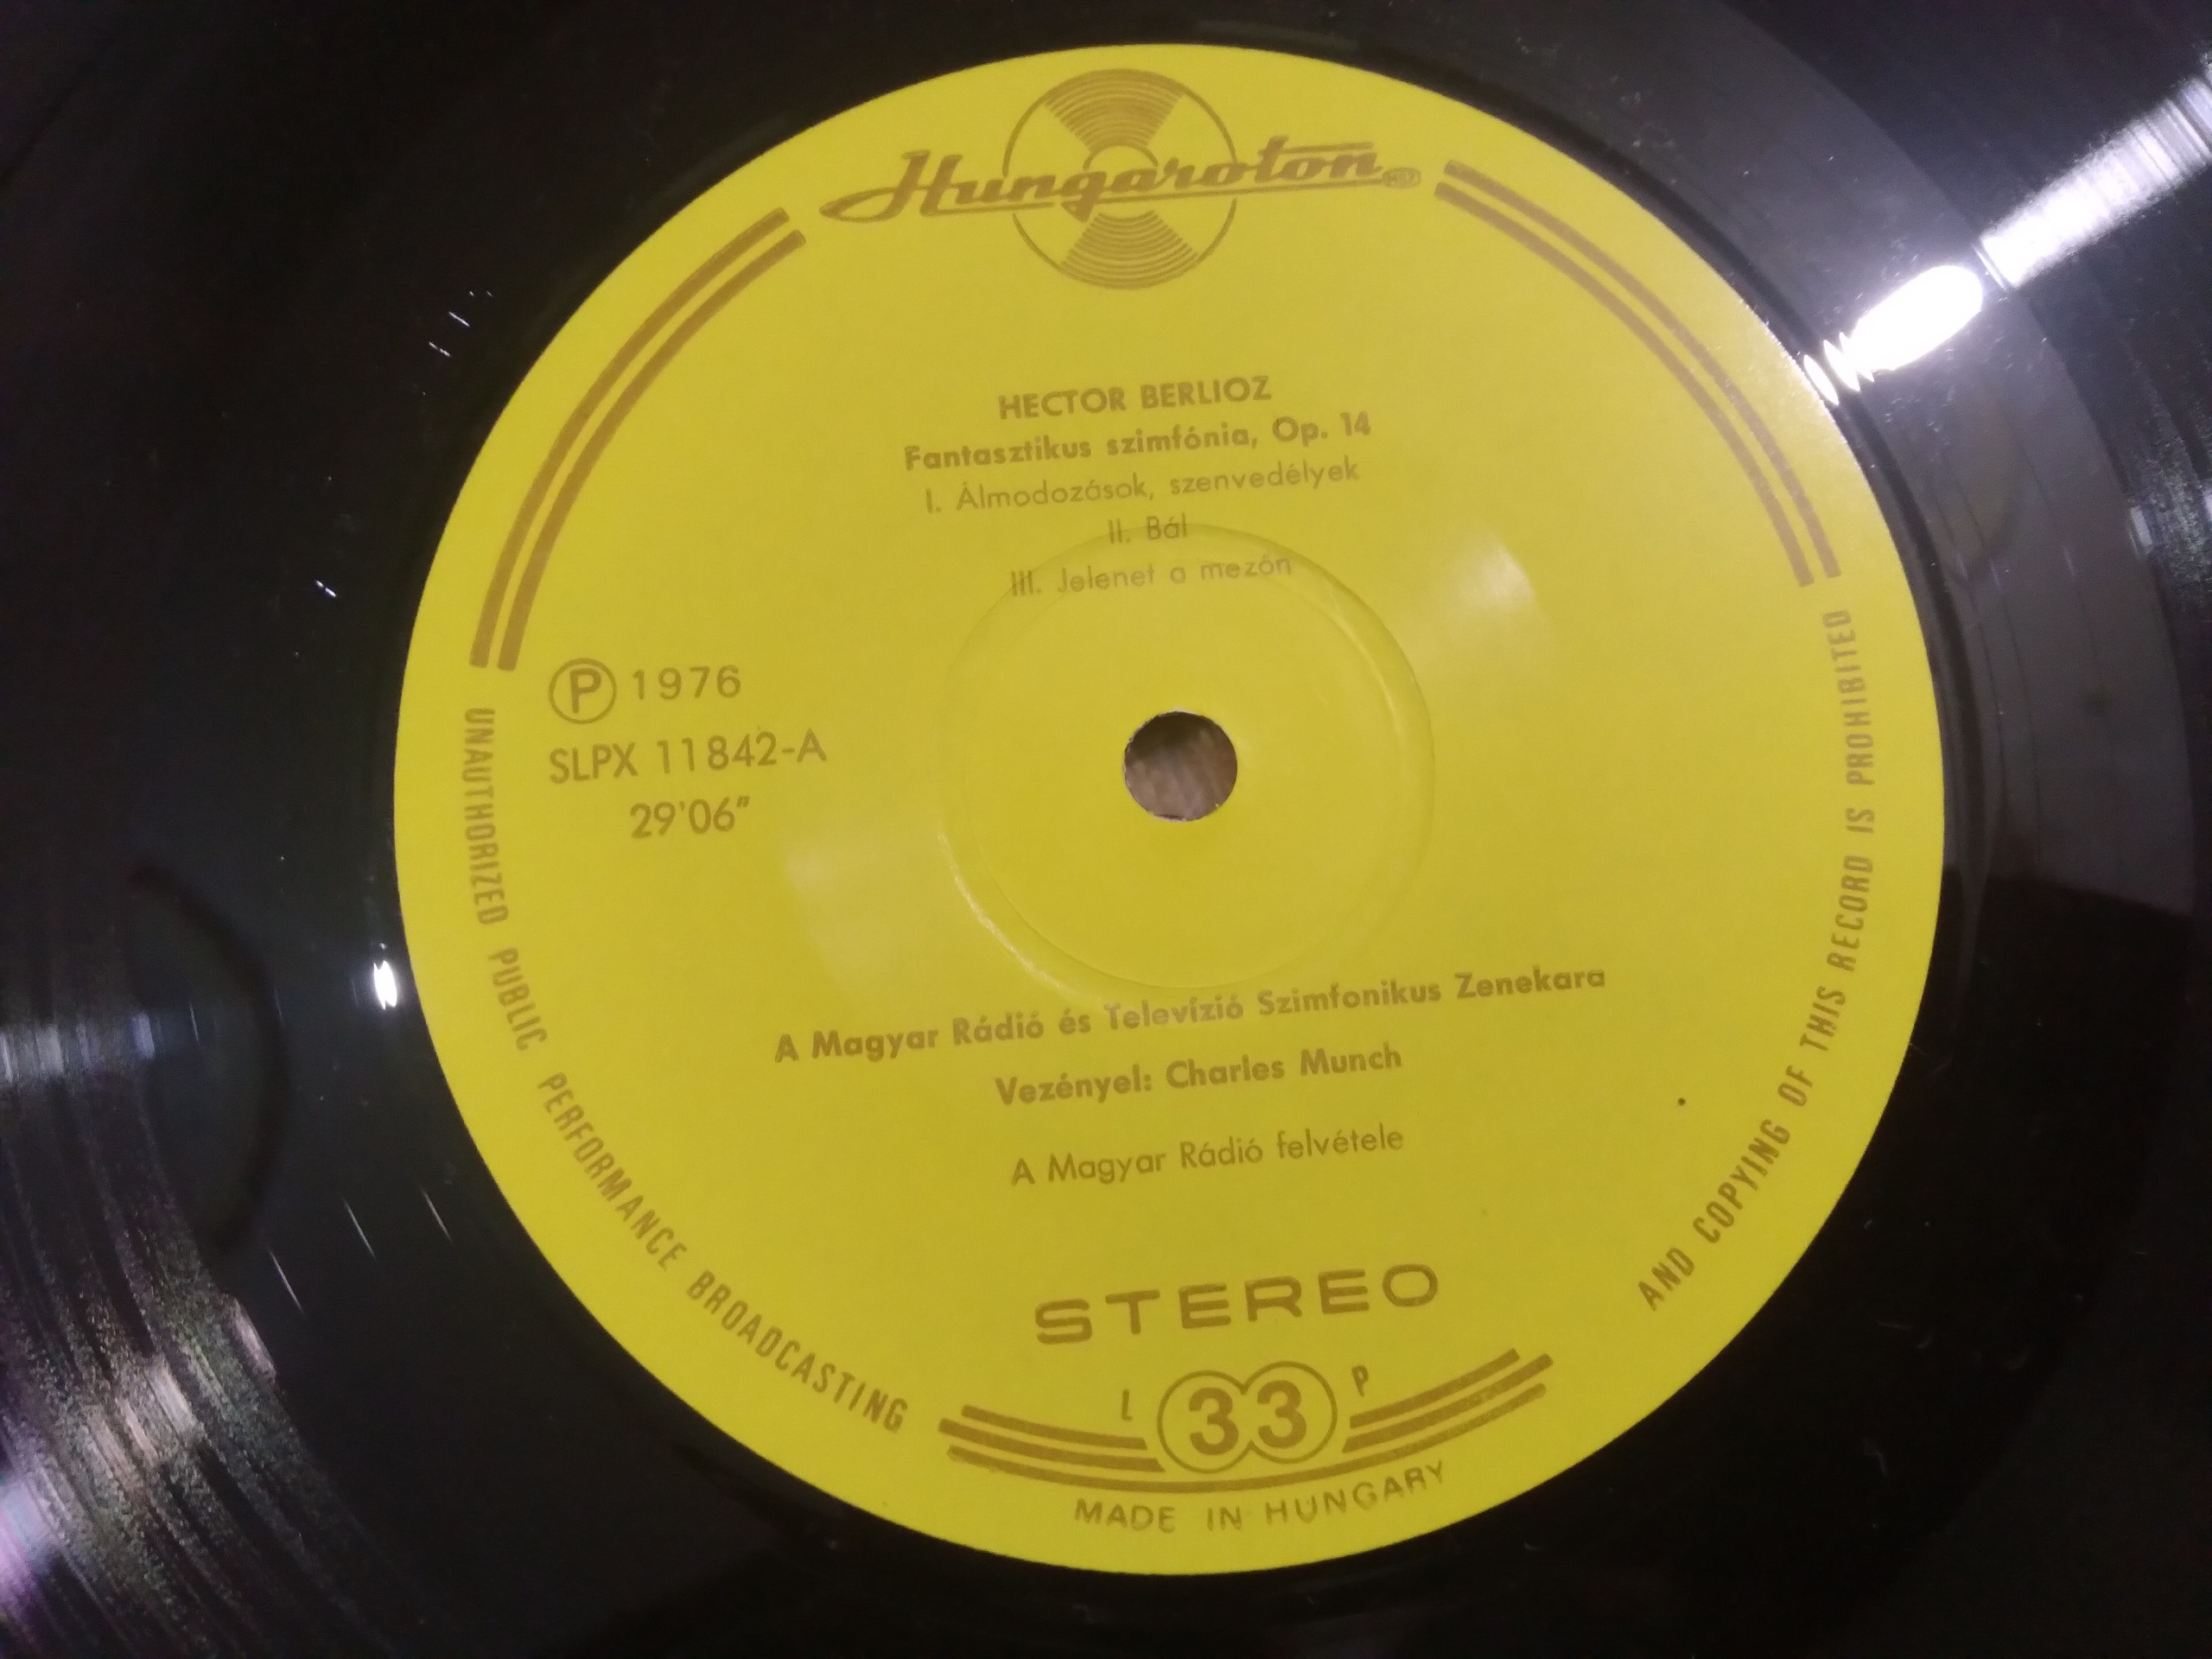 Hungaroton
HECTOR BERLIOZ
Fantasztikus szimfónia, Op. 14
I. Álmodozások, szenvedélyek
II. Bál
III. Jelenet a mezőn
Ⓟ 1976
SLPX 11842-A
29'06"
A Magyar Rádió és Televízió Szimfonikus Zenekara
Vezényel: Charles Munch
A Magyar Rádió felvétele
STEREO
L 33 P
MADE IN HUNGARY
UNAUTHORIZED PUBLIC PERFORMANCE BROADCASTING
AND COPYING OF THIS RECORD IS PROHIBITED